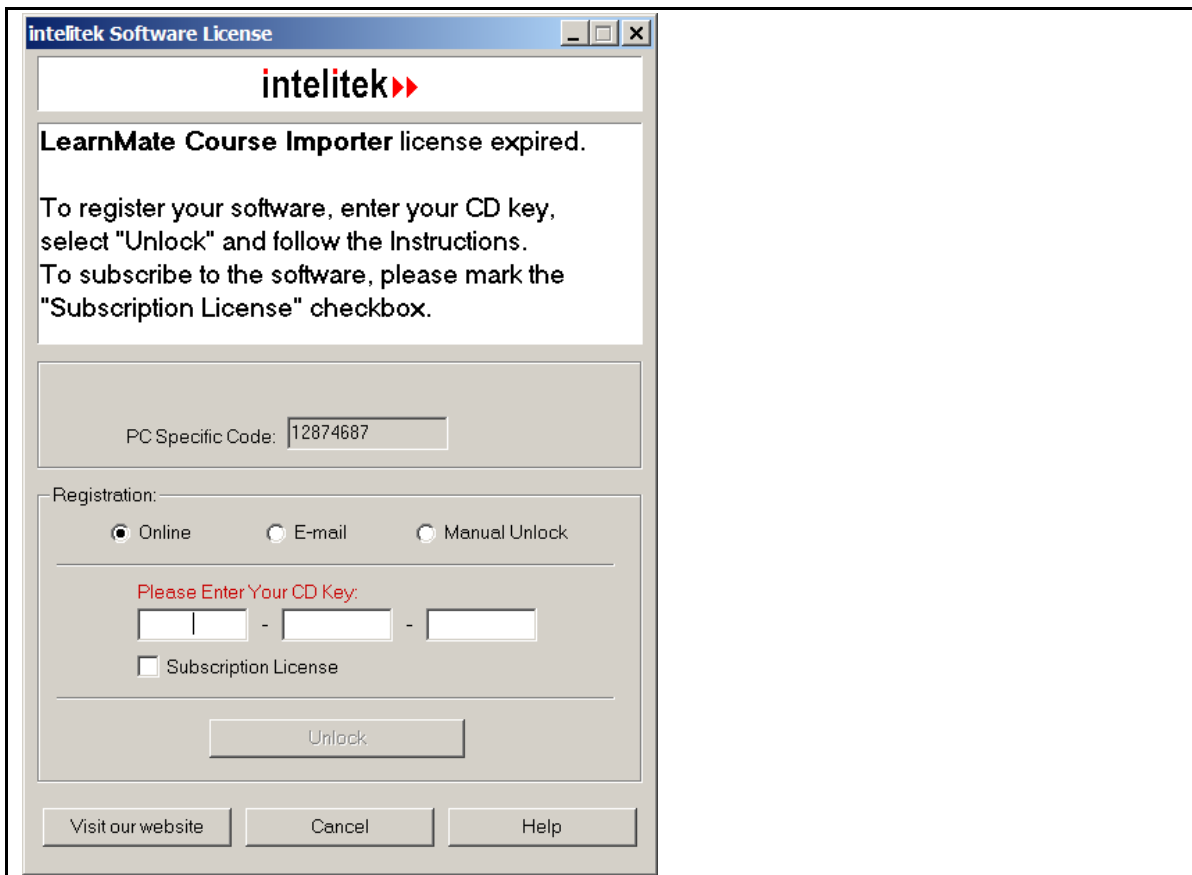 intelitek Software License
intelitek
LearnMate Course Importer license expired.
To register your software, enter your CD key,
select "Unlock" and follow the Instructions.
To subscribe to the software, please mark the
"Subscription License" checkbox.
PC Specific Code: 12874687
Registration:
Online E-mail Manual Unlock
Please Enter Your CD Key:
- -
Subscription License
Unlock
Visit our website Cancel Help